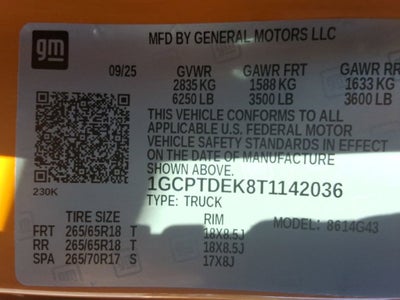 gm
MFD BY GENERAL MOTORS LLC
09/25 GVWR GAWR FRT GAWR RR
2835 KG 1588 KG 1633 KG
6250 LB 3500 LB 3600 LB
THIS VEHICLE CONFORMS TO ALL
APPLICABLE U.S. FEDERAL MOTOR
VEHICLE SAFETY STANDARDS IN EFFECT
ON THE DATE OF MANUFACTURE
SHOWN ABOVE.
230K
1GCPTDEK8T1142036
TYPE: TRUCK
TIRE SIZE RIM MODEL: 8614G43
FRT 265/65R18 T 18X8.5J
RR 265/65R18 T 18X8.5J
SPA 265/70R17 S 17X8J